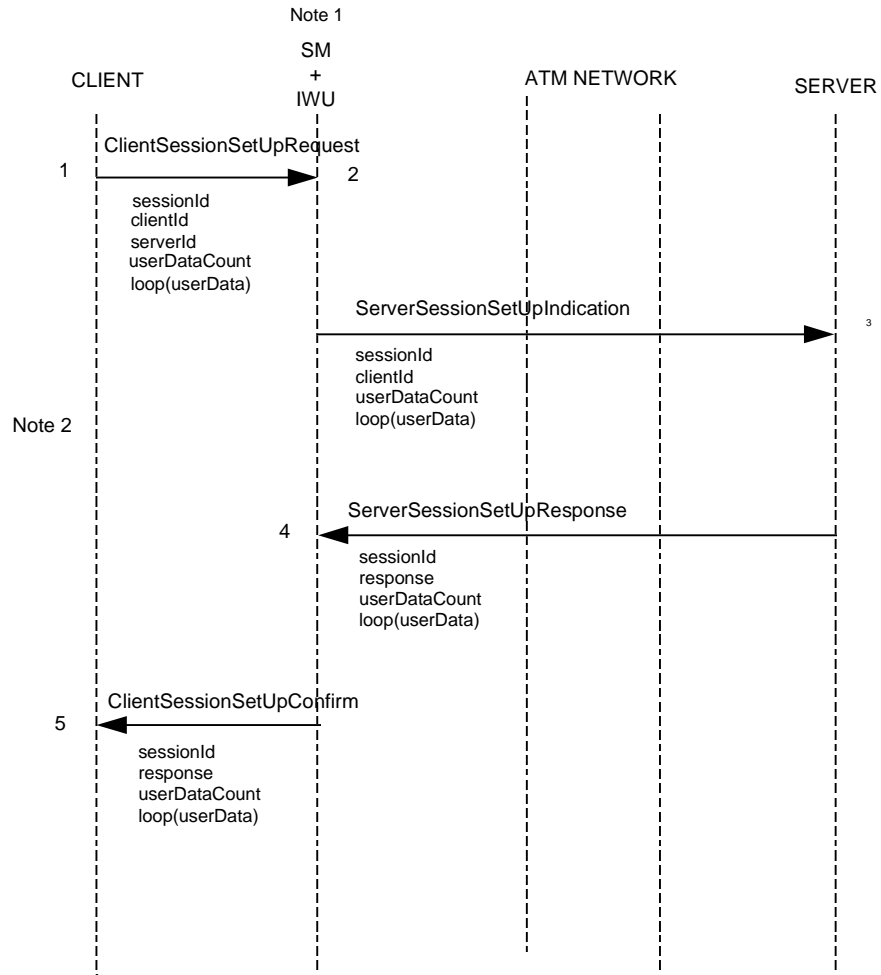 Note 1
SM
+
IWU
CLIENT
ATM NETWORK
SERVER
ClientSessionSetUpRequest
1
2
sessionId
clientId
serverId
userDataCount
loop(userData)
ServerSessionSetUpIndication
3
sessionId
clientId
userDataCount
loop(userData)
Note 2
ServerSessionSetUpResponse
4
sessionId
response
userDataCount
loop(userData)
ClientSessionSetUpConfirm
5
sessionId
response
userDataCount
loop(userData)